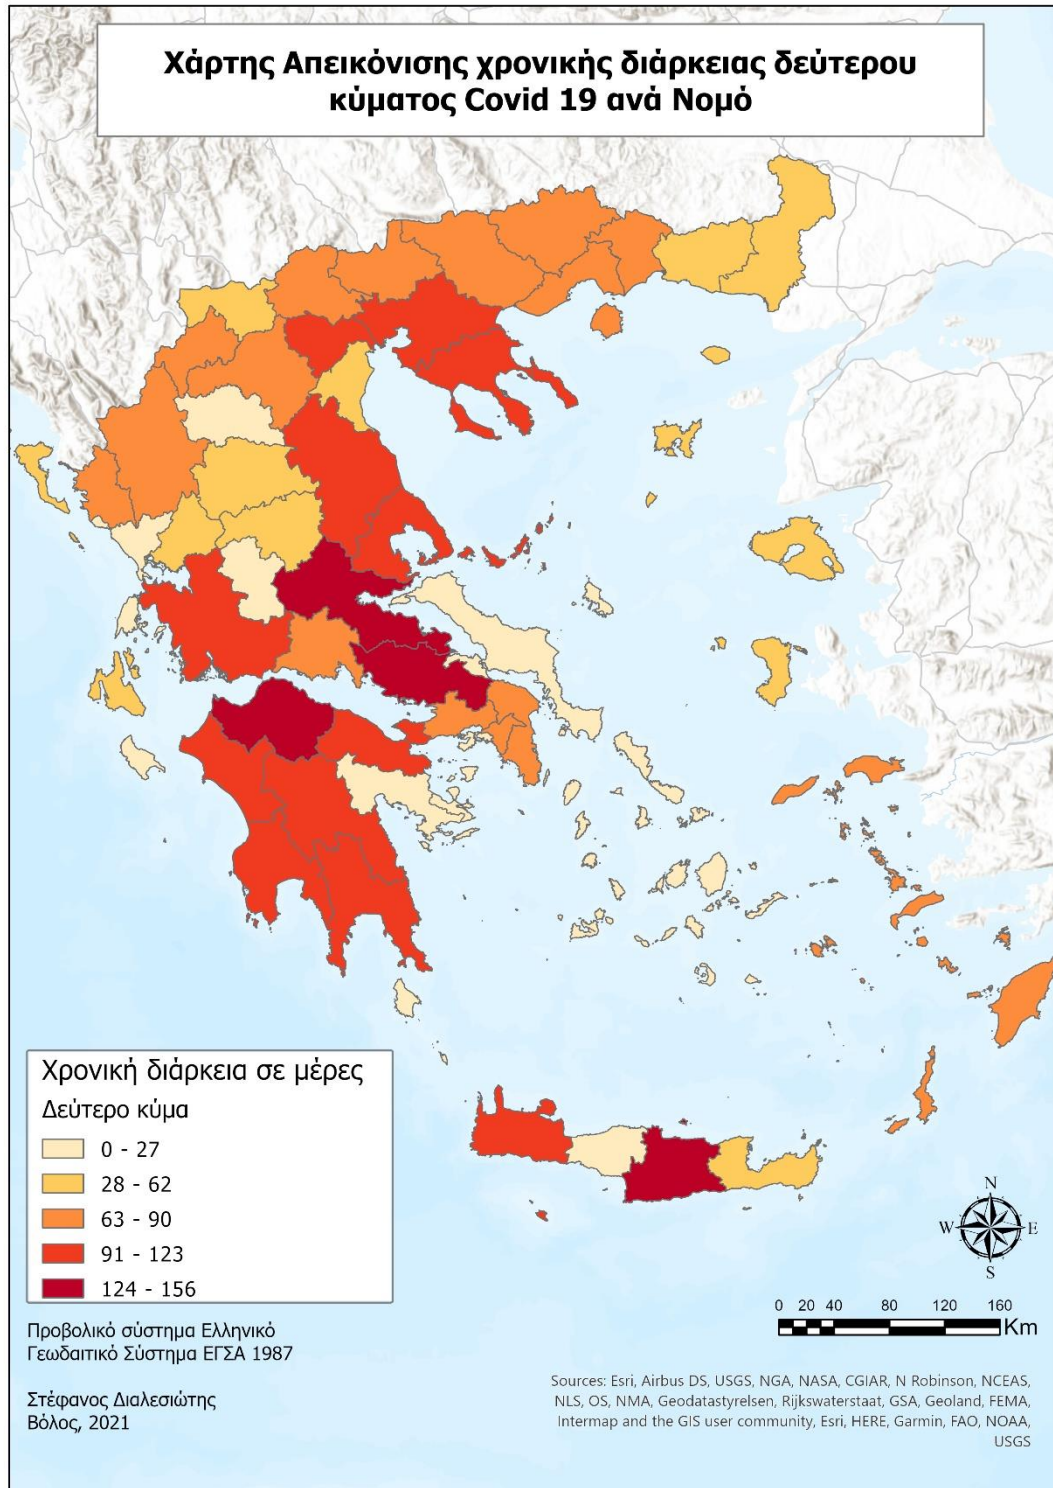 Χάρτης Απεικόνισης χρονικής διάρκειας δεύτερου
κύματος Covid 19 ανά Νομό
Χρονική διάρκεια σε μέρες
Δεύτερο κύμα
0 - 27
28 - 62
63 - 90
91 - 123
124 - 156
Προβολικό σύστημα Ελληνικό
Γεωδαιτικό Σύστημα ΕΓΣΑ 1987
Στέφανος Διαλεσιώτης
Βόλος, 2021
N
W E
S
0 20 40 80 120 160
Km
Sources: Esri, Airbus DS, USGS, NGA, NASA, CGIAR, N Robinson, NCEAS,
NLS, OS, NMA, Geodatastyrelsen, Rijkswaterstaat, GSA, Geoland, FEMA,
Intermap and the GIS user community, Esri, HERE, Garmin, FAO, NOAA,
USGS